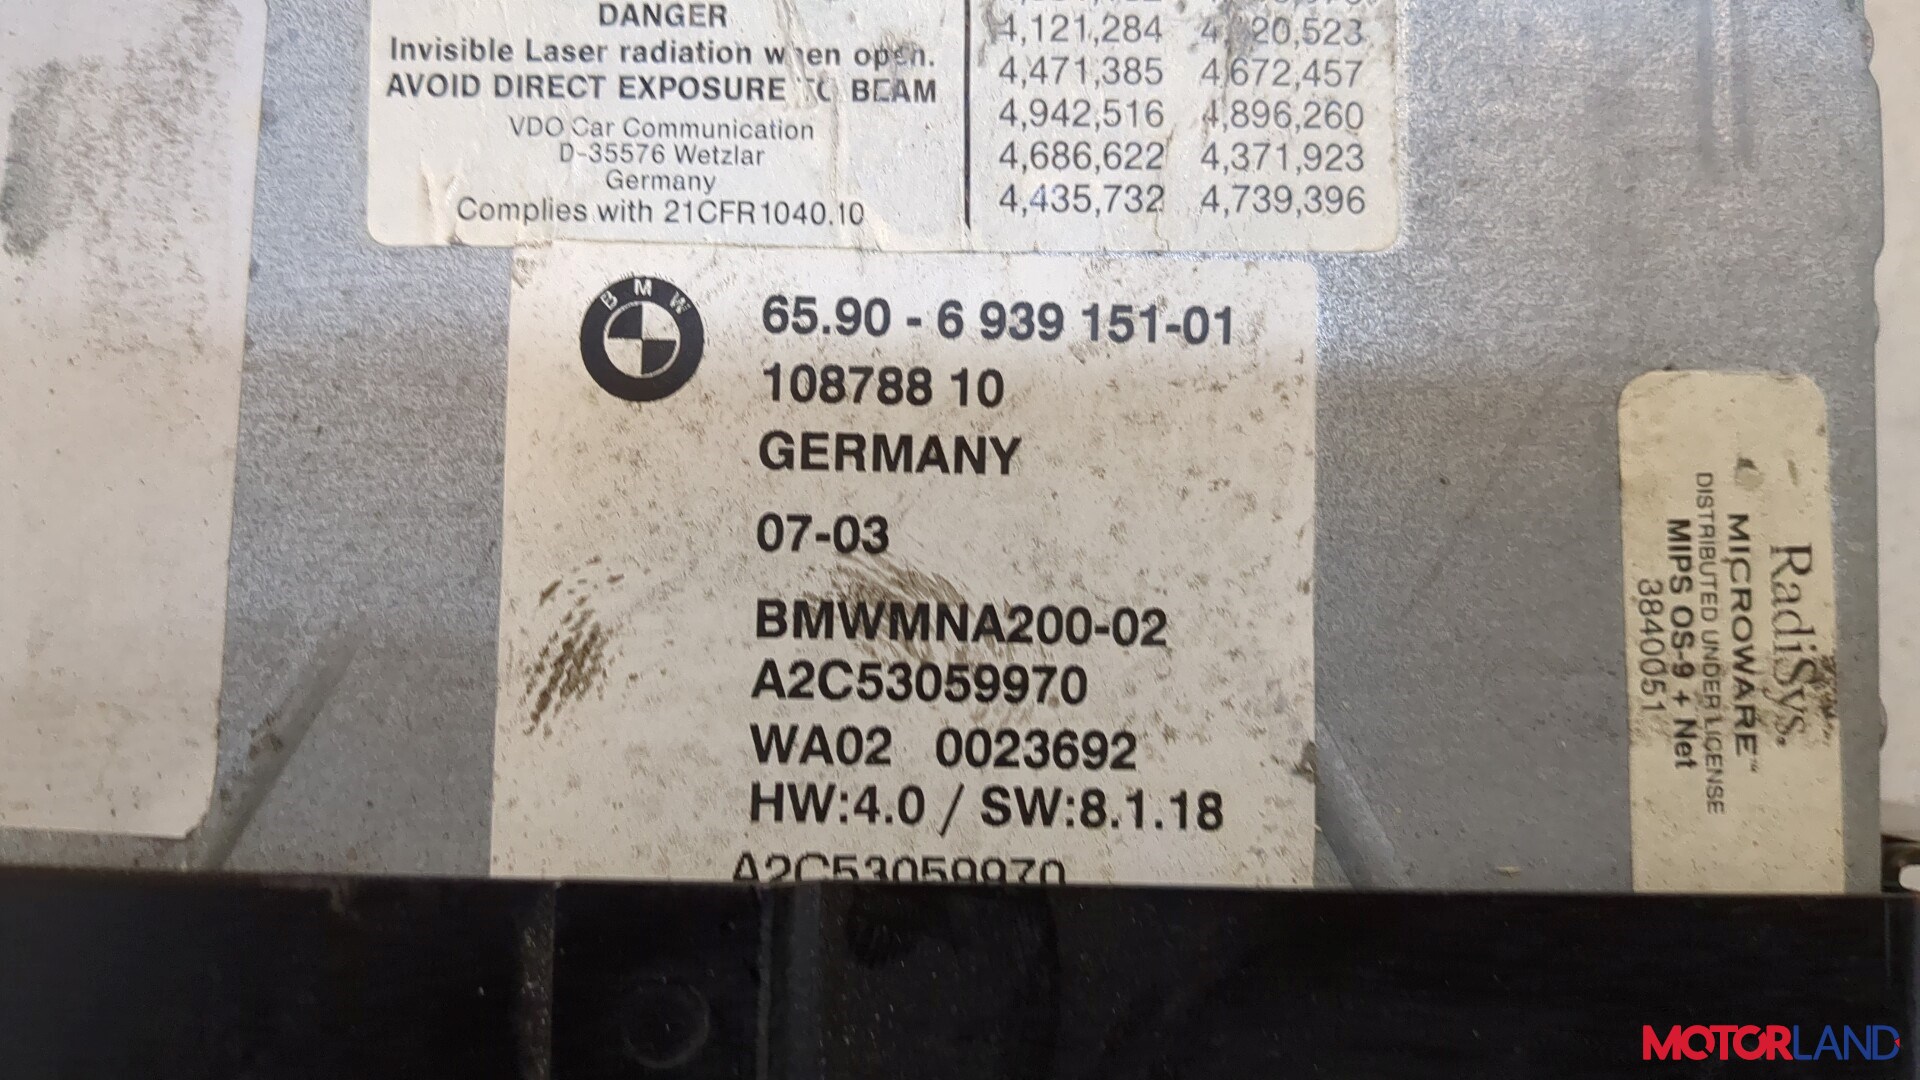 DANGER
Invisible Laser radiation when open.
AVOID DIRECT EXPOSURE TO BEAM
VDO Car Communication
D-35576 Wetzlar
Germany
Complies with 21CFR1040.10
4,121,284
4,471,385 4,672,457
4,942,516 4,896,260
4,686,622 4,371,923
4,435,732 4,739,396
BMW
65.90 - 6 939 151-01
108788 10
GERMANY
07-03
BMWMNA200-02
A2C53059970
WA02 0023692
HW:4.0 / SW:8.1.18
A2C53059970
RadiSys.
MICROWARE™
DISTRIBUTED UNDER LICENSE
MIPS OS-9 + Net
3840051
MOTORLAND